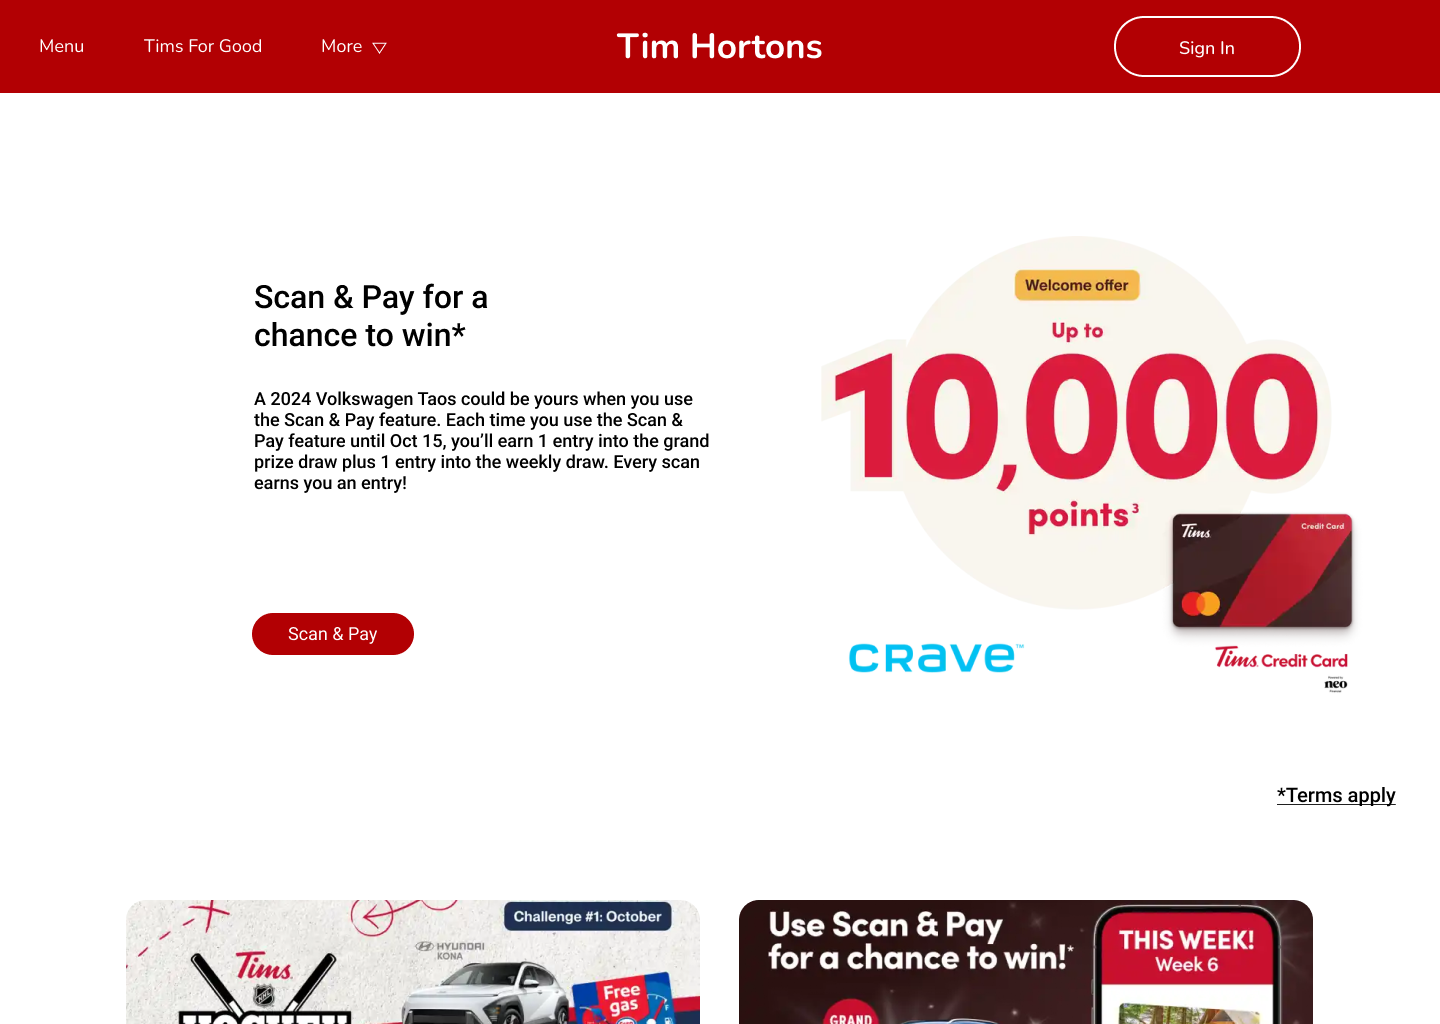 Menu
Tims For Good
More
Tim Hortons
Sign In
Scan & Pay for a
chance to win*
A 2024 Volkswagen Taos could be yours when you use
the Scan & Pay feature. Each time you use the Scan &
Pay feature until Oct 15, you’ll earn 1 entry into the grand
prize draw plus 1 entry into the weekly draw. Every scan
earns you an entry!
Scan & Pay
Welcome offer
Up to
10,000
points³
Tims
Credit Card
crave™
Tims Credit Card
neo
*Terms apply
Challenge #1: October
HYUNDAI
KONA
Tims
NHL
HOCKEY
Free
gas
Use Scan & Pay
for a chance to win!*
GRAND
THIS WEEK!
Week 6